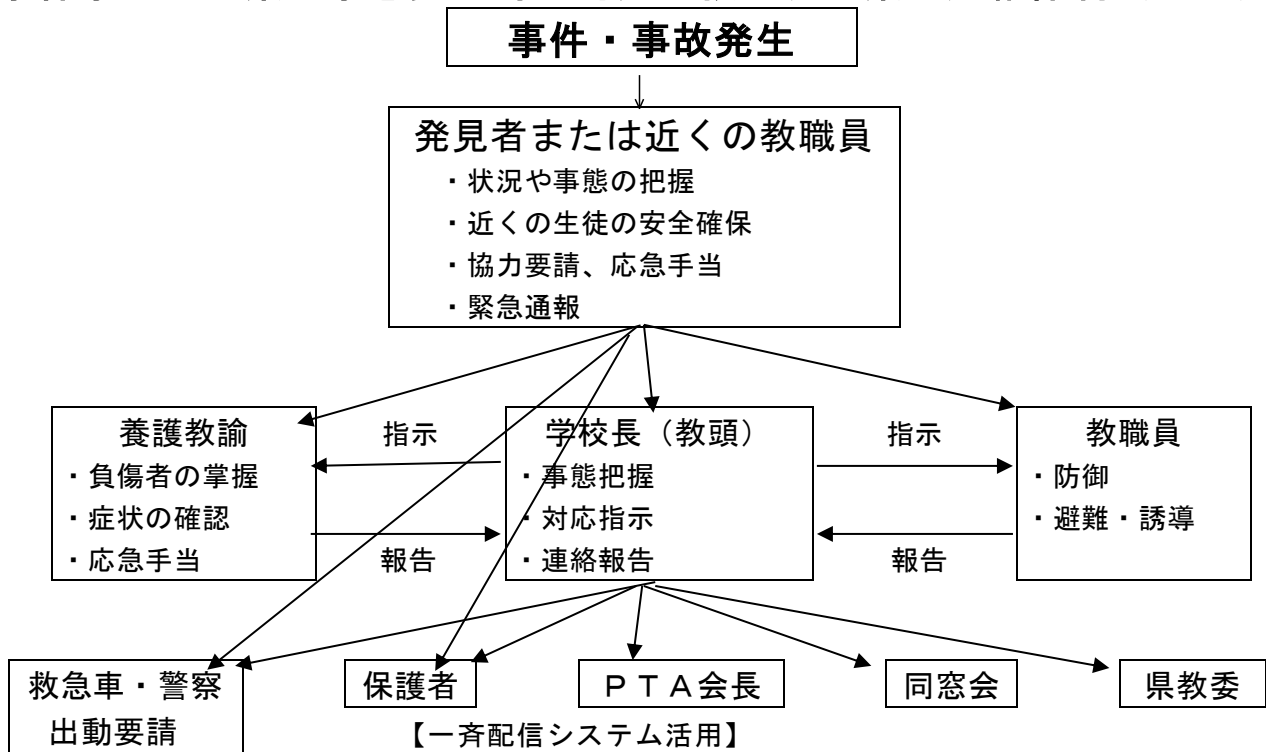 事件・事故発生
発見者または近くの教職員
・状況や事態の把握
・近くの生徒の安全確保
・協力要請、応急手当
・緊急通報
養護教諭
・負傷者の掌握
・症状の確認
・応急手当
指示
報告
学校長（教頭）
・事態把握
・対応指示
・連絡報告
指示
報告
教職員
・防御
・避難・誘導
救急車・警察
出動要請
保護者
ＰＴＡ会長
同窓会
県教委
【一斉配信システム活用】